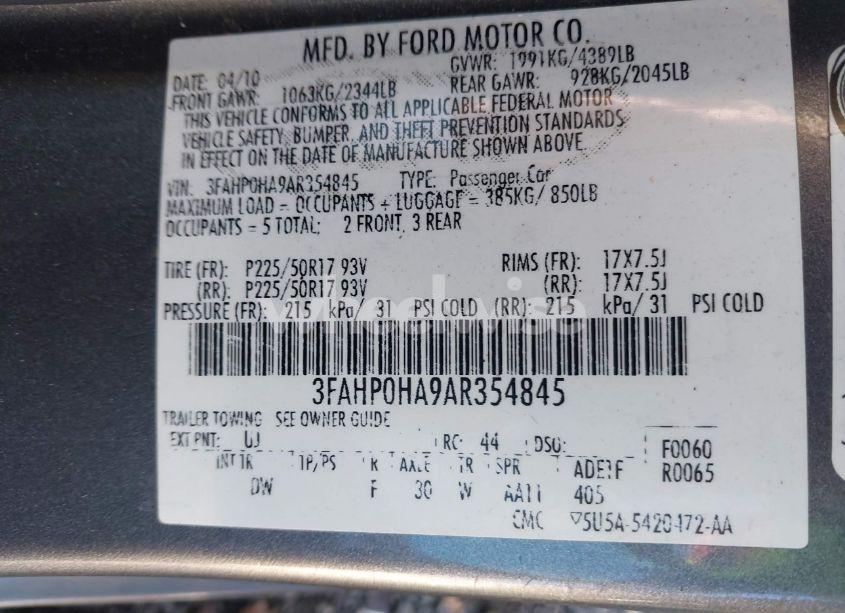 MFD. BY FORD MOTOR CO.
DATE: 04/10 GVWR: 1991KG/4389LB
FRONT GAWR: 1063KG/2344LB REAR GAWR: 928KG/2045LB
THIS VEHICLE CONFORMS TO ALL APPLICABLE FEDERAL MOTOR
VEHICLE SAFETY, BUMPER, AND THEFT PREVENTION STANDARDS
IN EFFECT ON THE DATE OF MANUFACTURE SHOWN ABOVE.
VIN: 3FAHP0HA9AR354845 TYPE: Passenger Car
MAXIMUM LOAD = OCCUPANTS + LUGGAGE = 385KG/ 850LB
OCCUPANTS = 5 TOTAL: 2 FRONT, 3 REAR
TIRE (FR): P225/50R17 93V RIMS (FR): 17X7.5J
(RR): P225/50R17 93V (RR): 17X7.5J
PRESSURE (FR): 215 kPa/ 31 PSI COLD (RR): 215 kPa/ 31 PSI COLD
3FAHP0HA9AR354845
TRAILER TOWING SEE OWNER GUIDE
EXT PNT: UJ RC: 44 DSO: F0060
INT TR TP/PS R AXLE TR SPR R0065
DW F 30 W AA11 405
CMC